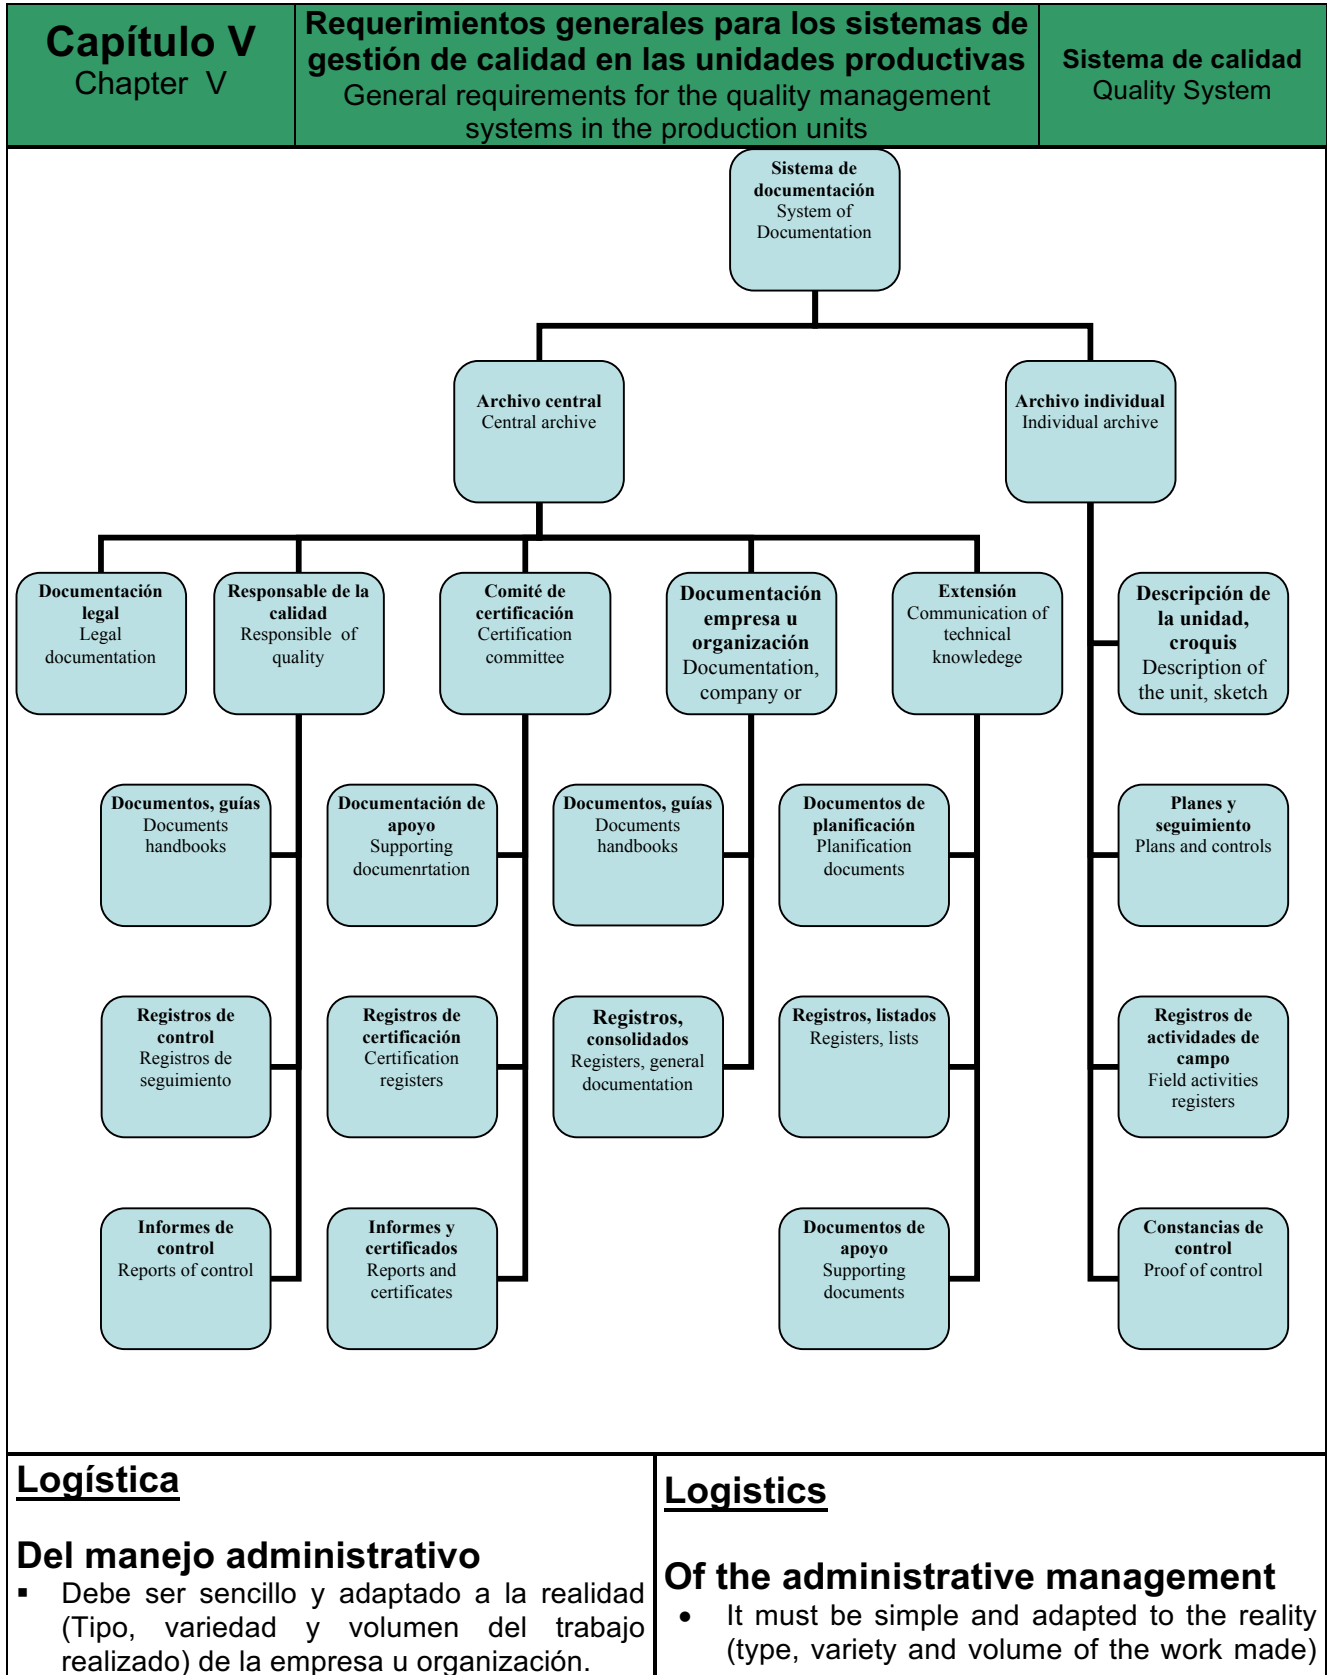 Capítulo V
Chapter  V
Requerimientos generales para los sistemas de
gestión de calidad en las unidades productivas
General requirements for the quality management
systems in the production units
Sistema de calidad
Quality System
Sistema de
documentación
System of
Documentation
Archivo central
Central archive
Archivo individual
Individual archive
Documentación
legal
Legal
documentation
Responsable de la
calidad
Responsible  of
quality
Comité de
certificación
Certification
committee
Documentación
empresa u
organización
Documentation,
company or
Extensión
Communication of
technical
knowledege
Descripción de
la unidad,
croquis
Description of
the unit, sketch
Documentos, guías
Documents
handbooks
Documentación de
apoyo
Supporting
documenrtation
Documentos, guías
Documents
handbooks
Documentos de
planificación
Planification
documents
Planes y
seguimiento
Plans and controls
Registros de
control
Registros de
seguimiento
Registros de
certificación
Certification
registers
Registros,
consolidados
Registers, general
documentation
Registros, listados
Registers, lists
Registros de
actividades de
campo
Field activities
registers
Informes de
control
Reports of control
Informes y
certificados
Reports and
certificates
Documentos de
apoyo
Supporting
documents
Constancias de
control
Proof of control
Logística
Del manejo administrativo
▪ Debe ser sencillo y adaptado a la realidad
(Tipo, variedad y volumen del trabajo
realizado) de la empresa u organización.
Logistics
Of the administrative management
• It must be simple and adapted to the reality
(type, variety and volume of the work made)